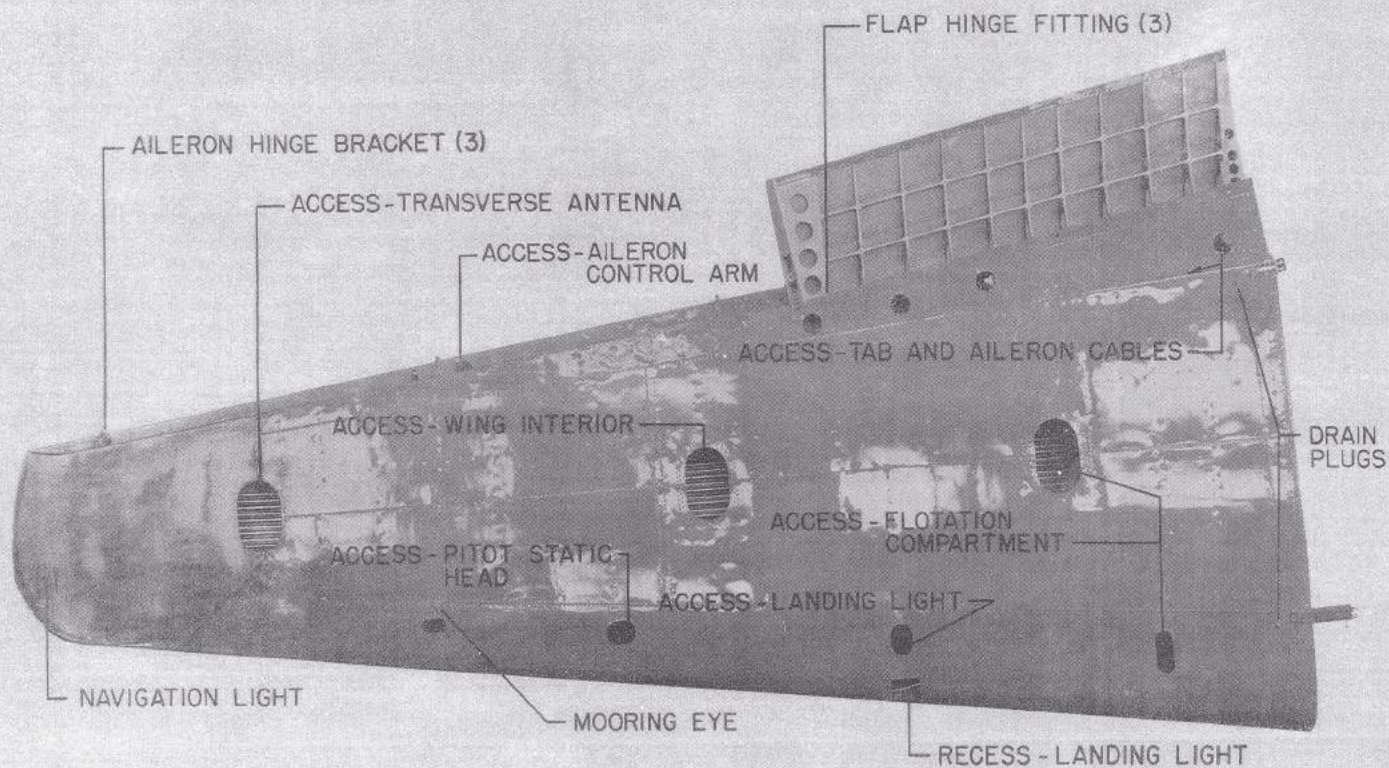 FLAP HINGE FITTING (3)
AILERON HINGE BRACKET (3)
ACCESS-TRANSVERSE ANTENNA
ACCESS-AILERON
CONTROL ARM
ACCESS-TAB AND AILERON CABLES
ACCESS-WING INTERIOR
DRAIN
PLUGS
ACCESS-FLOTATION
COMPARTMENT
ACCESS-PITOT STATIC
HEAD
ACCESS-LANDING LIGHT
NAVIGATION LIGHT
MOORING EYE
RECESS-LANDING LIGHT